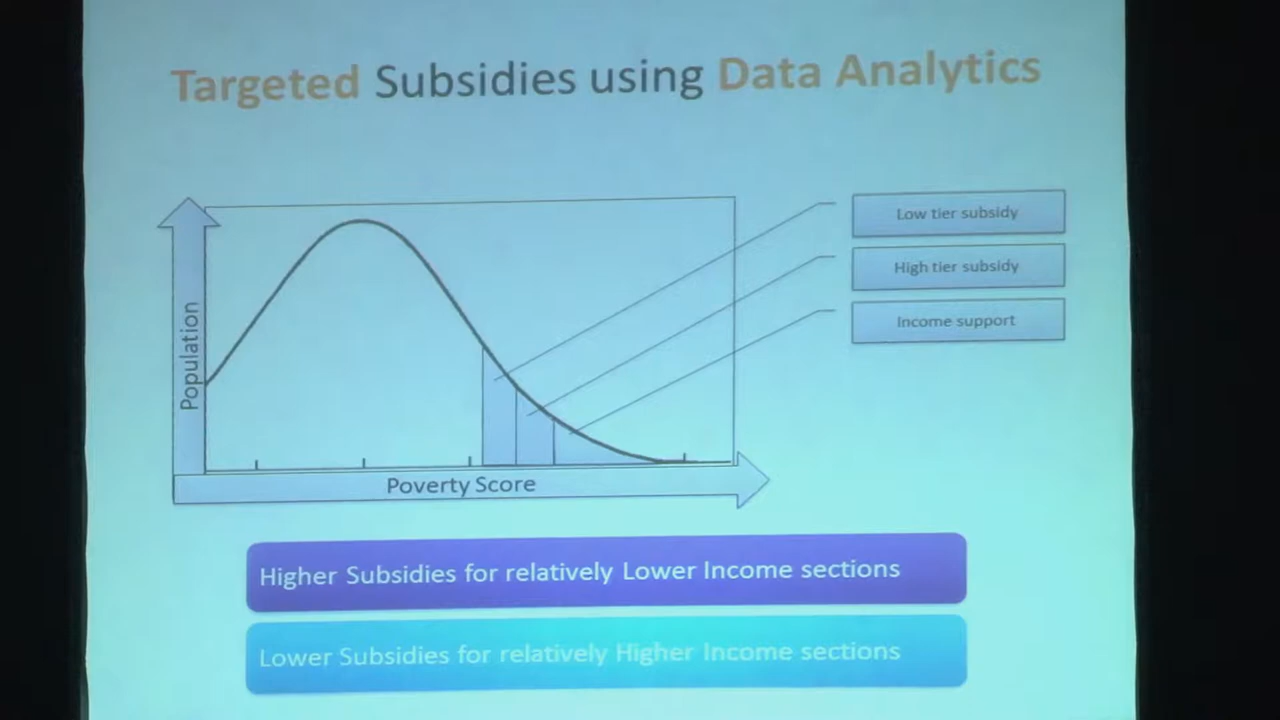 Targeted Subsidies using Data Analytics
Low tier subsidy
High tier subsidy
Income support
Population
Poverty Score
Higher Subsidies for relatively Lower Income sections
Lower Subsidies for relatively Higher Income sections